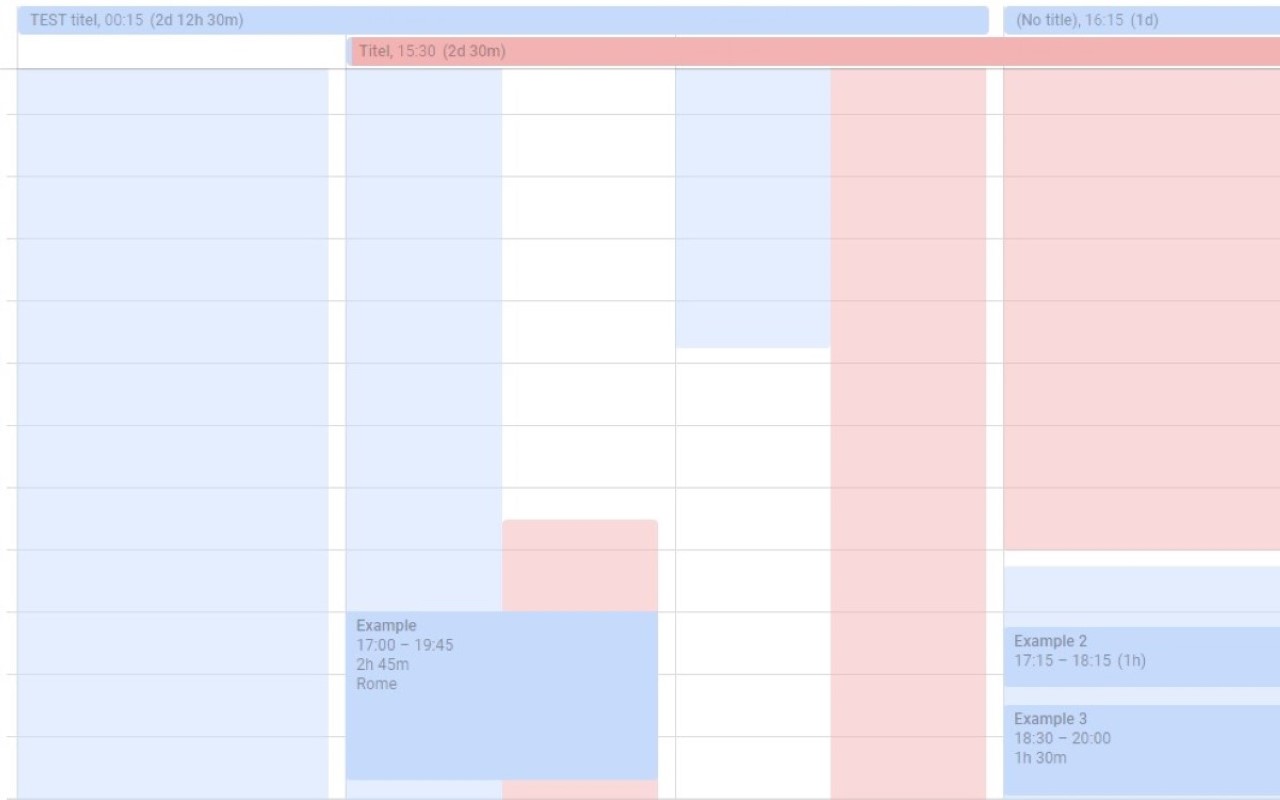 TEST titel, 00:15 (2d 12h 30m)
(No title), 16:15 (1d)
Titel, 15:30 (2d 30m)
Example
17:00 – 19:45
2h 45m
Rome
Example 2
17:15 – 18:15 (1h)
Example 3
18:30 – 20:00
1h 30m